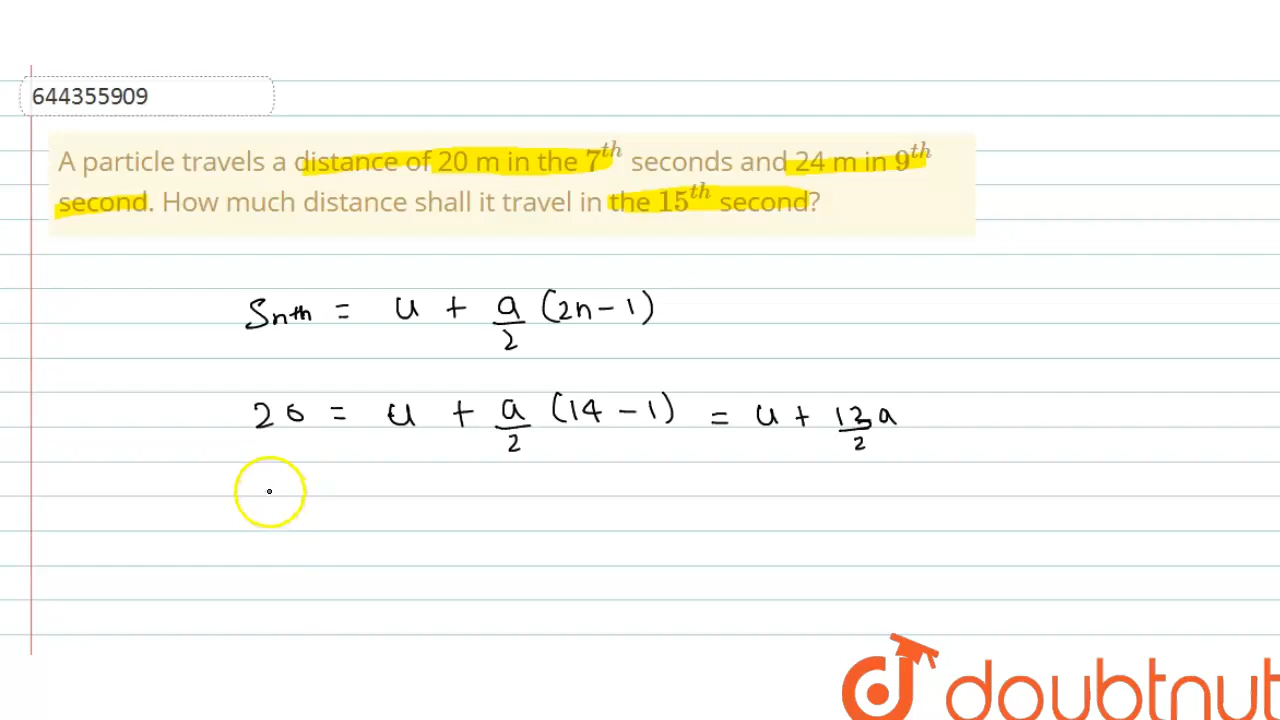 644355909
A particle travels a distance of 20 m in the 7^th seconds and 24 m in 9^th
second. How much distance shall it travel in the 15^th second?
Snth = u + a/2 (2n - 1)
20 = u + a/2 (14 - 1) = u + 13/2 a
doubtnut